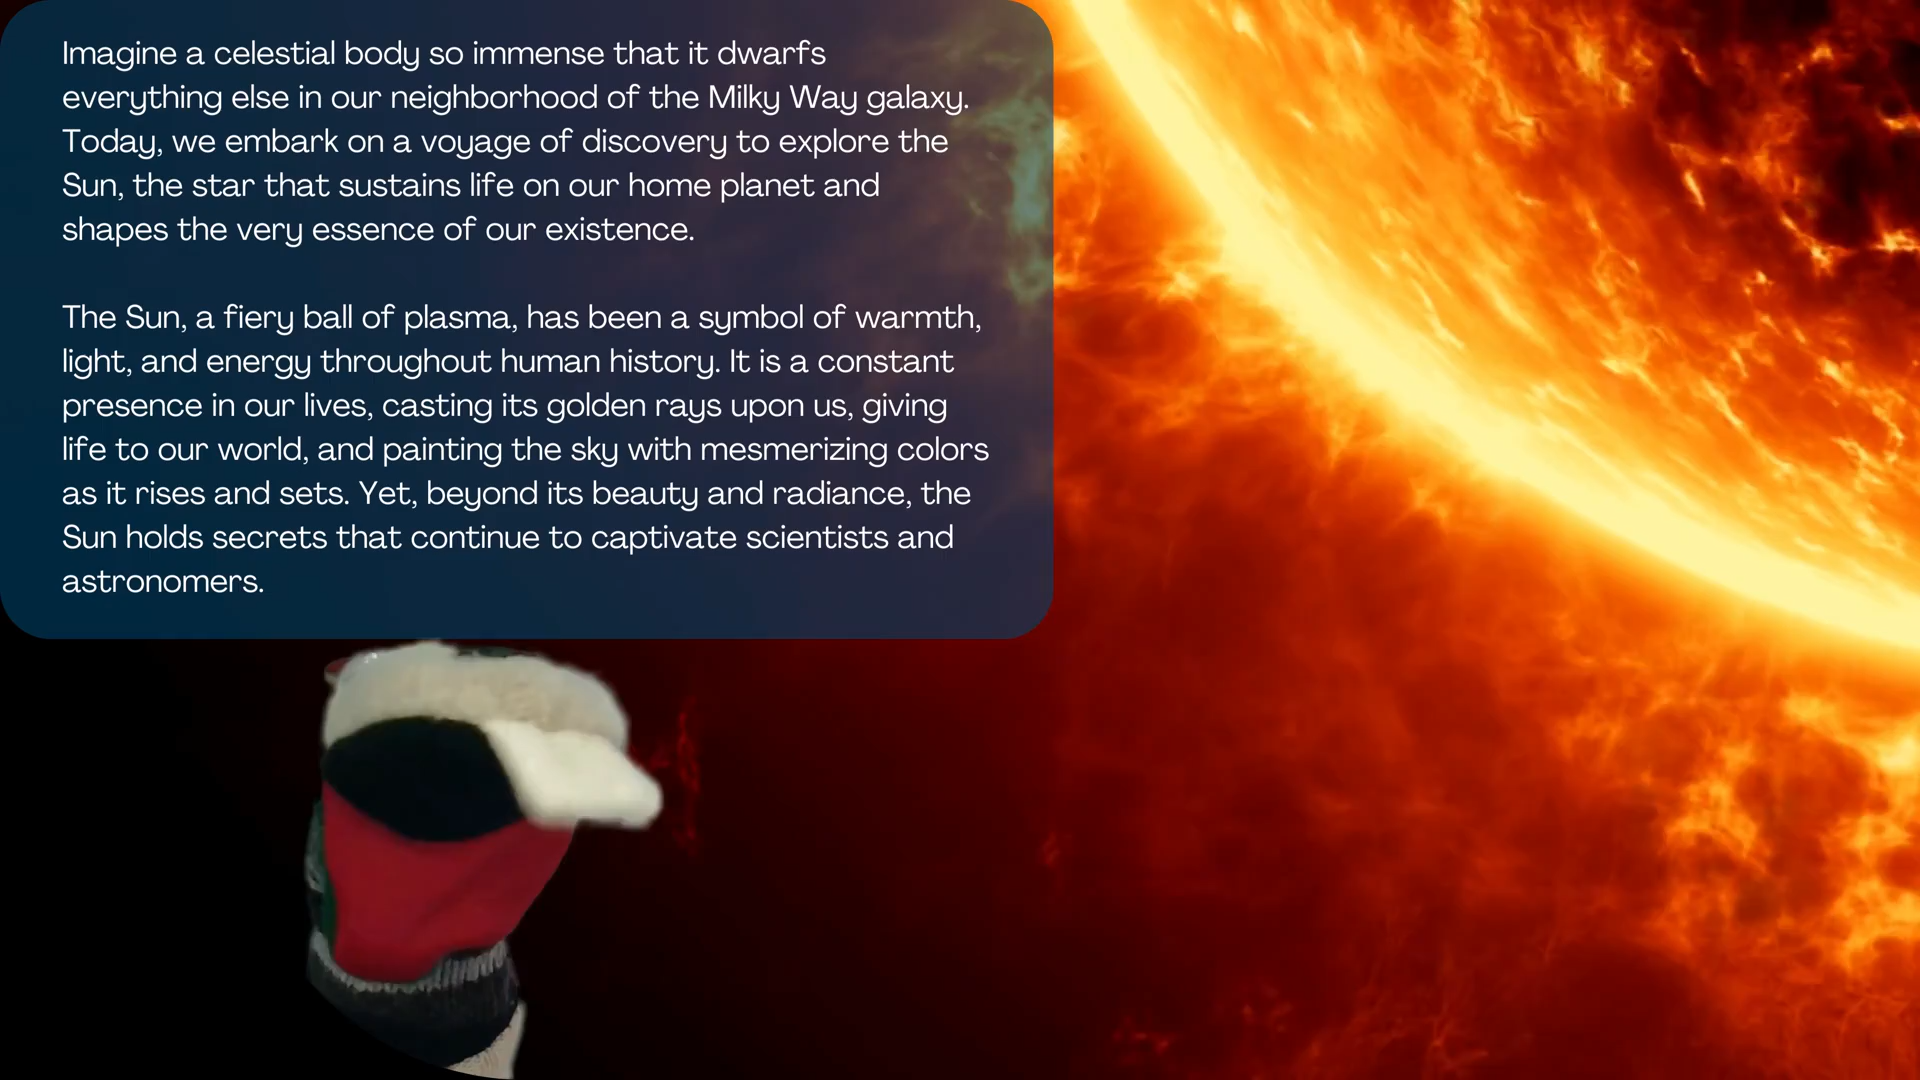 Imagine a celestial body so immense that it dwarfs
everything else in our neighborhood of the Milky Way galaxy.
Today, we embark on a voyage of discovery to explore the
Sun, the star that sustains life on our home planet and
shapes the very essence of our existence.
The Sun, a fiery ball of plasma, has been a symbol of warmth,
light, and energy throughout human history. It is a constant
presence in our lives, casting its golden rays upon us, giving
life to our world, and painting the sky with mesmerizing colors
as it rises and sets. Yet, beyond its beauty and radiance, the
Sun holds secrets that continue to captivate scientists and
astronomers.